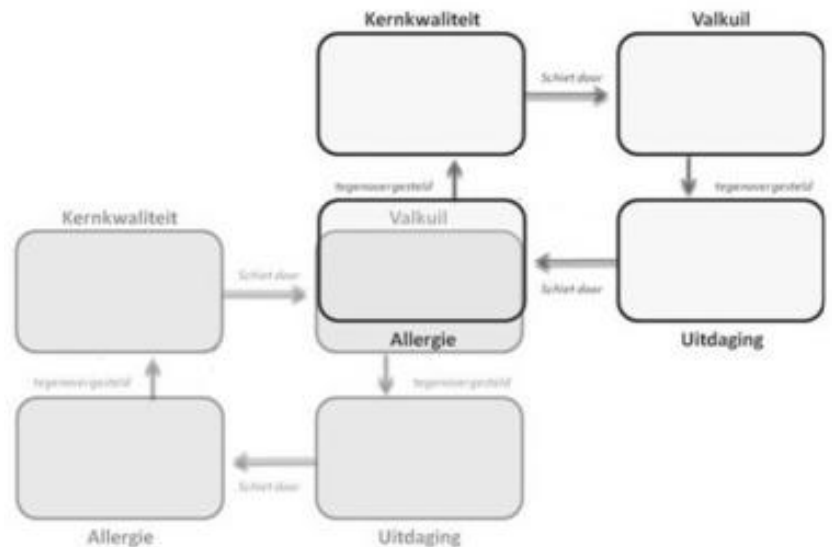 Kernkwaliteit
Valkuil
Schiet door
tegenovergesteld
tegenovergesteld
Kernkwaliteit
Valkuil
Schiet door
Schiet door
Allergie
Uitdaging
tegenovergesteld
tegenovergesteld
Schiet door
Allergie
Uitdaging